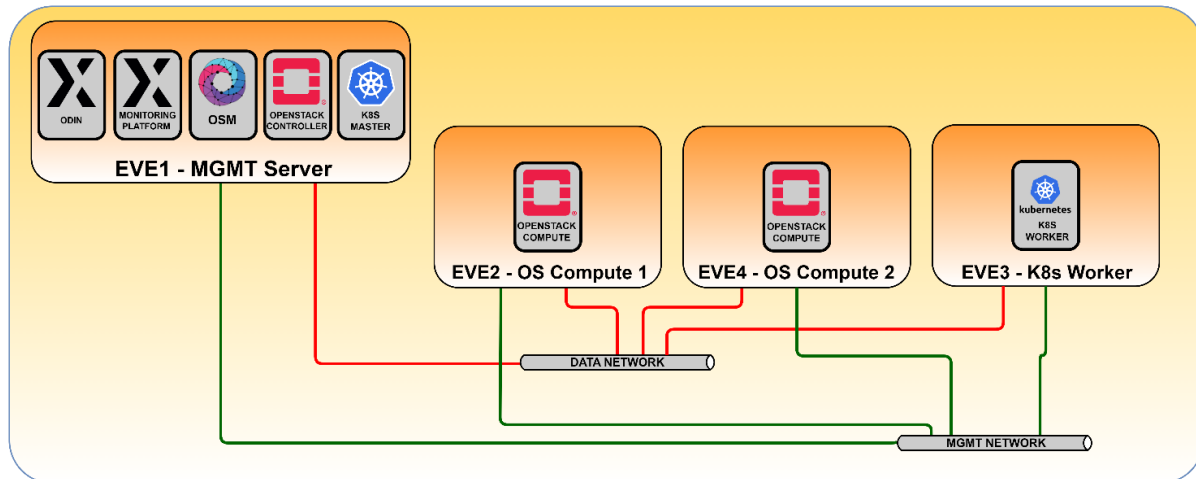 ODIN
MONITORING
PLATFORM
OSM
OPENSTACK
CONTROLLER
K8S
MASTER
EVE1 - MGMT Server
OPENSTACK
COMPUTE
EVE2 - OS Compute 1
OPENSTACK
COMPUTE
EVE4 - OS Compute 2
kubernetes
K8S
WORKER
EVE3 - K8s Worker
DATA NETWORK
MGMT NETWORK